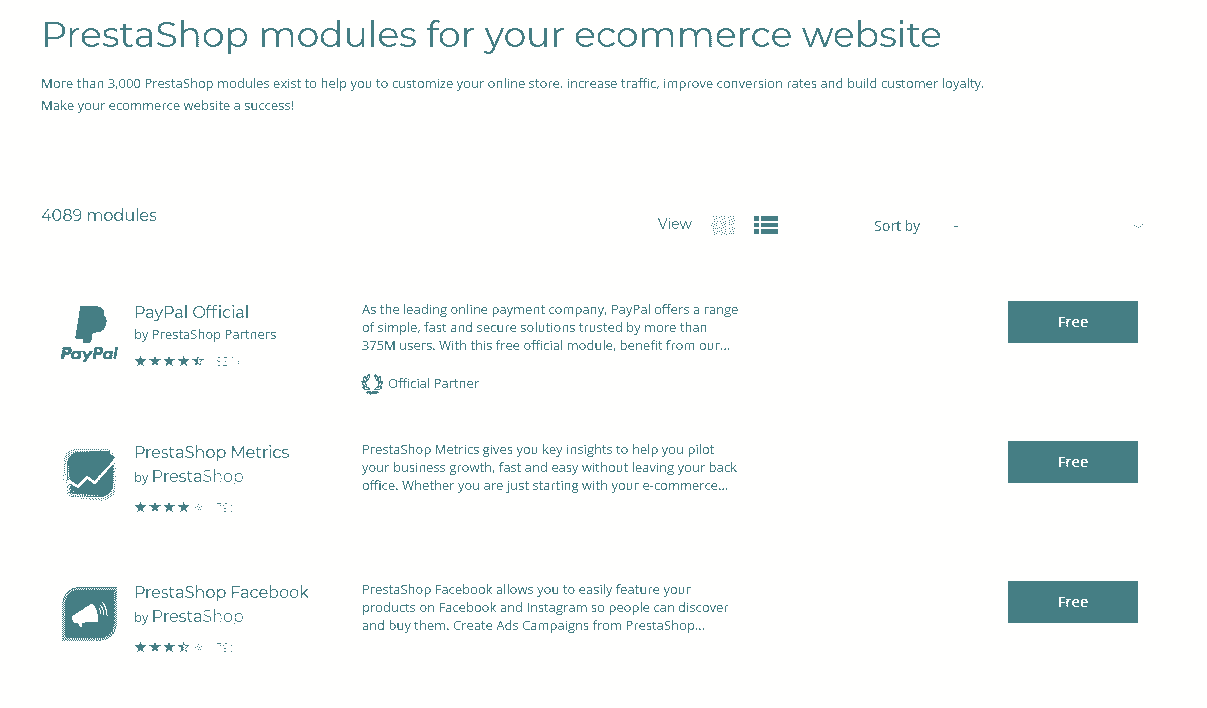 PrestaShop modules for your ecommerce website
More than 3,000 PrestaShop modules exist to help you to customize your online store. increase traffic, improve conversion rates and build customer loyalty.
Make your ecommerce website a success!
4089 modules
View
Sort by -
PayPal Official
by PrestaShop Partners
PayPal
As the leading online payment company, PayPal offers a range
of simple, fast and secure solutions trusted by more than
375M users. With this free official module, benefit from our...
Official Partner
Free
PrestaShop Metrics
by PrestaShop
PrestaShop Metrics gives you key insights to help you pilot
your business growth, fast and easy without leaving your back
office. Whether you are just starting with your e-commerce...
Free
PrestaShop Facebook
by PrestaShop
PrestaShop Facebook allows you to easily feature your
products on Facebook and Instagram so people can discover
and buy them. Create Ads Campaigns from PrestaShop...
Free